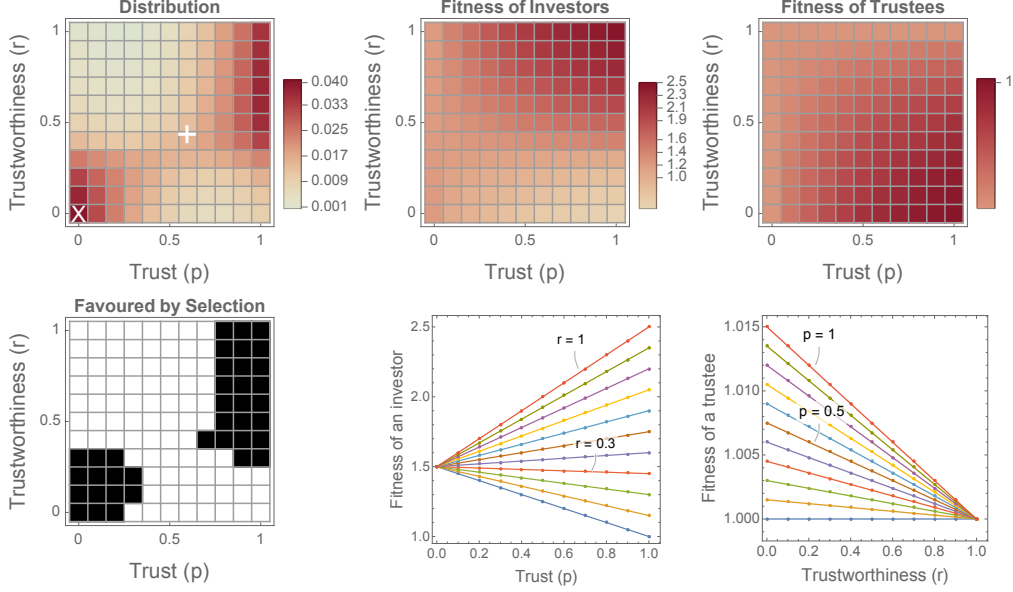 Distribution
Trustworthiness (r)
1
0.5
0
0
0.5
1
Trust (p)
0.040
0.033
0.025
0.017
0.009
0.001
Fitness of Investors
Trustworthiness (r)
1
0.5
0
0
0.5
1
Trust (p)
2.5
2.3
2.1
1.9
1.8
1.6
1.4
1.2
1.0
Fitness of Trustees
Trustworthiness (r)
1
0.5
0
0
0.5
1
Trust (p)
1
Favoured by Selection
Trustworthiness (r)
1
0.5
0
0
0.5
1
Trust (p)
Fitness of an investor
2.5
2.0
1.5
1.0
r = 1
r = 0.3
0.0 0.2 0.4 0.6 0.8 1.0
Trust (p)
Fitness of a trustee
1.015
1.010
1.005
1.000
p = 1
p = 0.5
0.0 0.2 0.4 0.6 0.8 1.0
Trustworthiness (r)